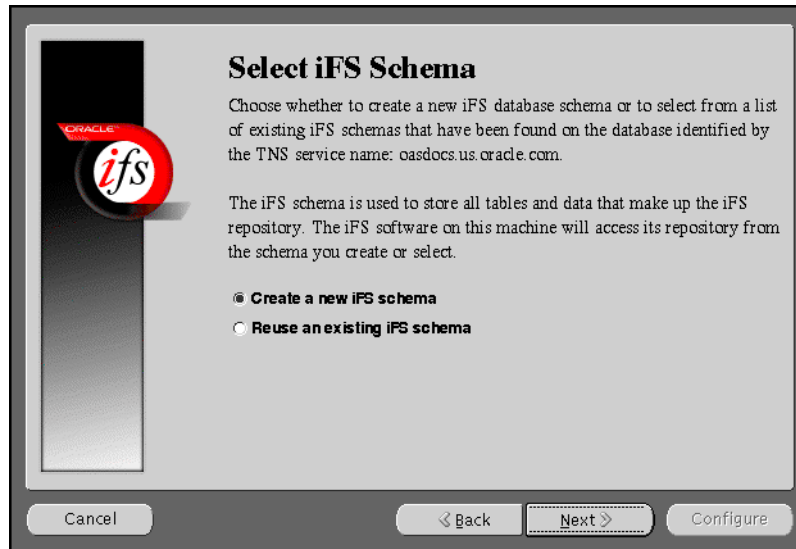 Select iFS Schema
Choose whether to create a new iFS database schema or to select from a list
of existing iFS schemas that have been found on the database identified by
the TNS service name: oasdocs.us.oracle.com.
ORACLE
ifs
The iFS schema is used to store all tables and data that make up the iFS
repository. The iFS software on this machine will access its repository from
the schema you create or select.
Create a new iFS schema
Reuse an existing iFS schema
Cancel
Back
Next
Configure